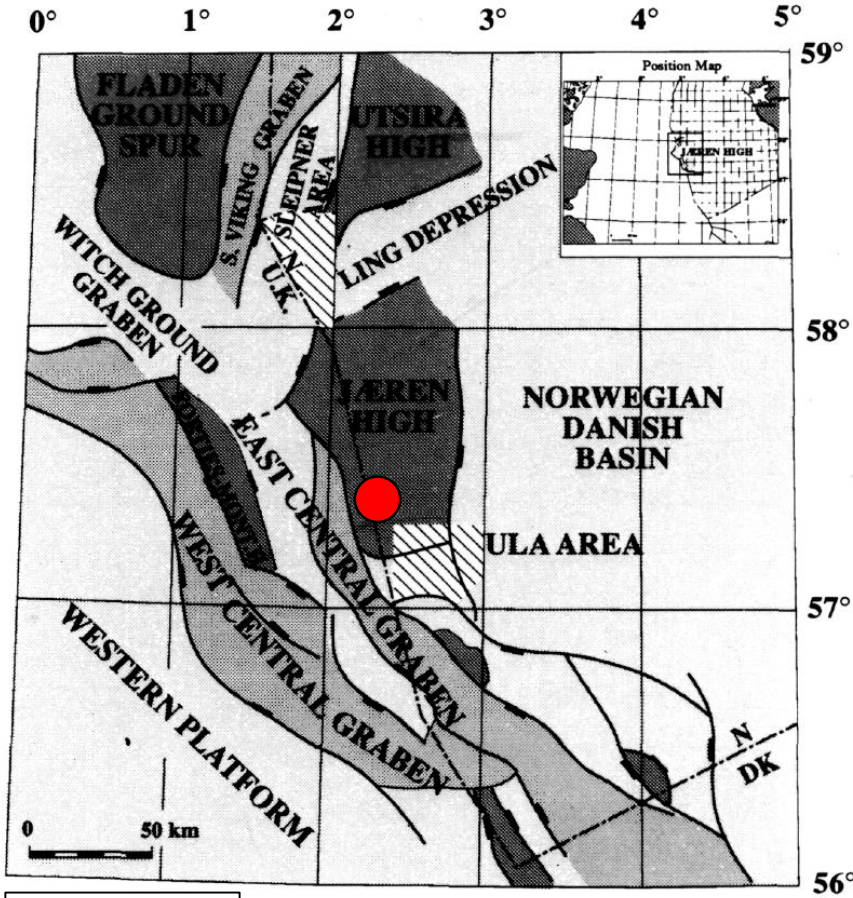 0°
1°
2°
3°
4°
5°
59°
58°
57°
56°
FLADEN
GROUND
SPUR
S. VIKING GRABEN
SLEIPNER
AREA
UTSIRA
HIGH
Position Map
JÆREN HIGH
LING DEPRESSION
WITCH GROUND
GRABEN
N
U.K.
JÆREN
HIGH
NORWEGIAN
DANISH
BASIN
EAST CENTRAL GRABEN
ULA AREA
WEST CENTRAL GRABEN
WESTERN PLATFORM
N
DK
0
50 km